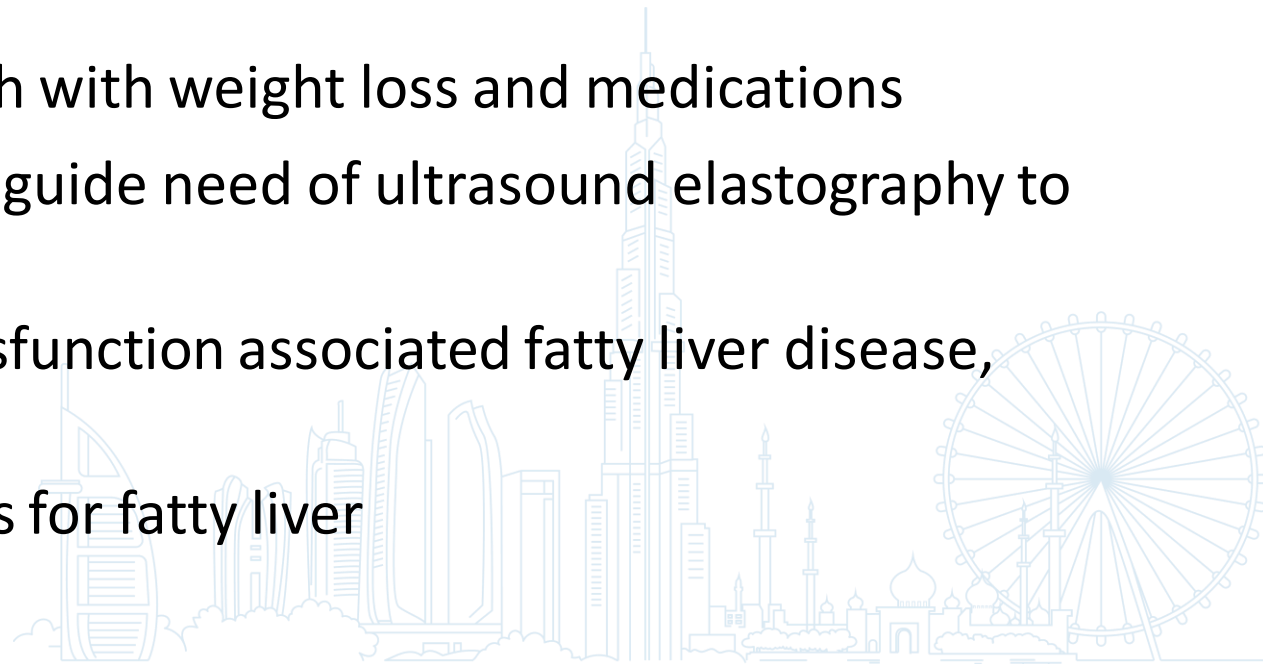 h with weight loss and medications
guide need of ultrasound elastography to
sfunction associated fatty liver disease,
s for fatty liver